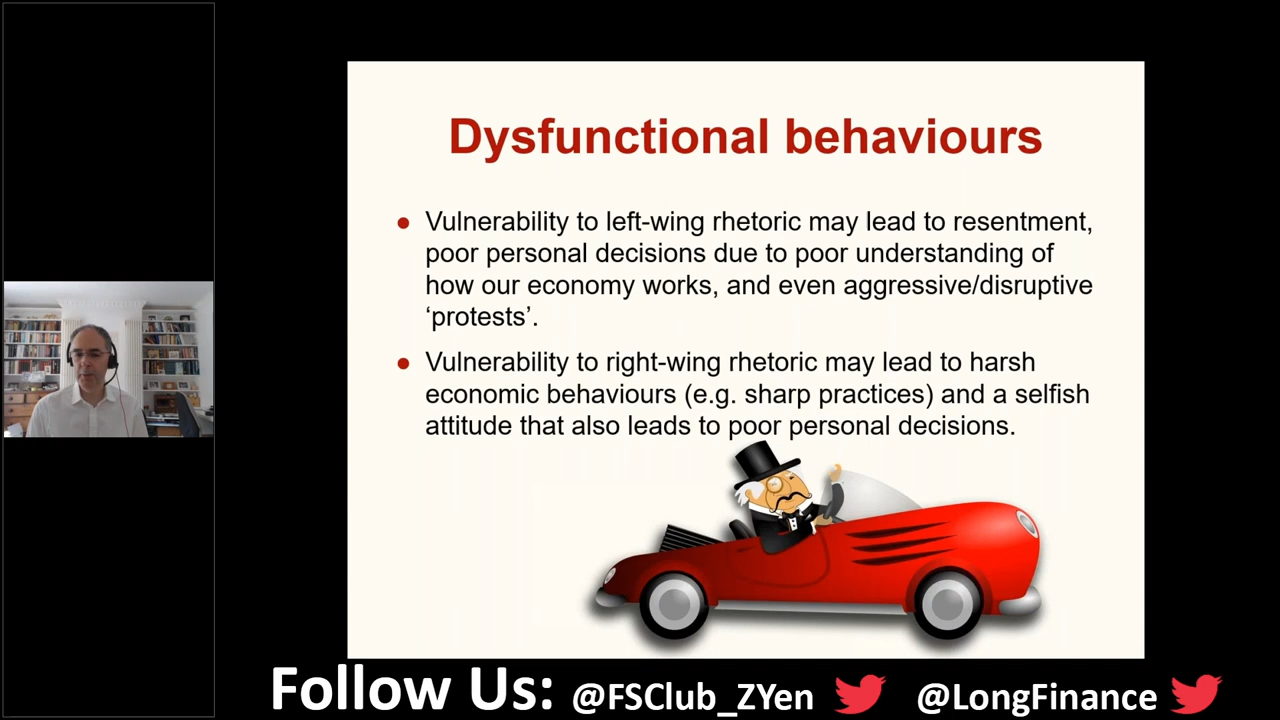 Dysfunctional behaviours
● Vulnerability to left-wing rhetoric may lead to resentment,
poor personal decisions due to poor understanding of
how our economy works, and even aggressive/disruptive
‘protests’.
● Vulnerability to right-wing rhetoric may lead to harsh
economic behaviours (e.g. sharp practices) and a selfish
attitude that also leads to poor personal decisions.
Follow Us: @FSClub_ZYen @LongFinance